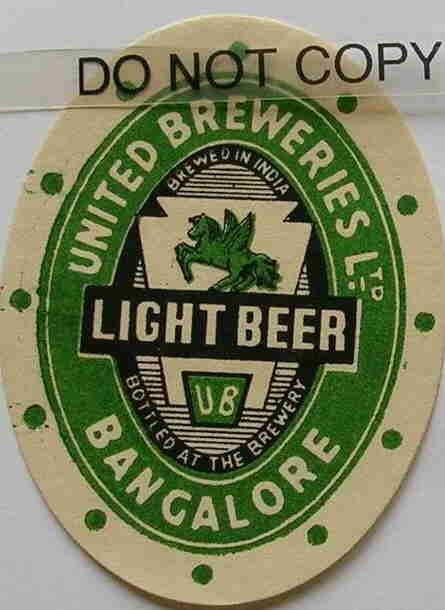 DO NOT COPY
UNITED BREWERIES LTD
BREWED IN INDIA
LIGHT BEER
UB
BOTTLED AT THE BREWERY
BANGALORE